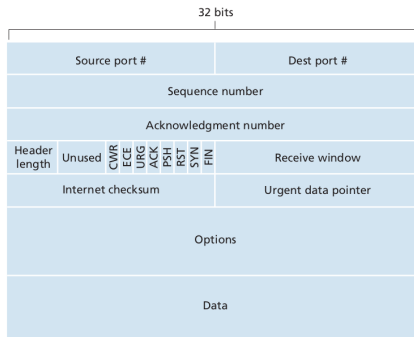 32 bits
Source port #
Dest port #
Sequence number
Acknowledgment number
Header
length
Unused
CWR
ECE
URG
ACK
PSH
RST
SYN
FIN
Receive window
Internet checksum
Urgent data pointer
Options
Data